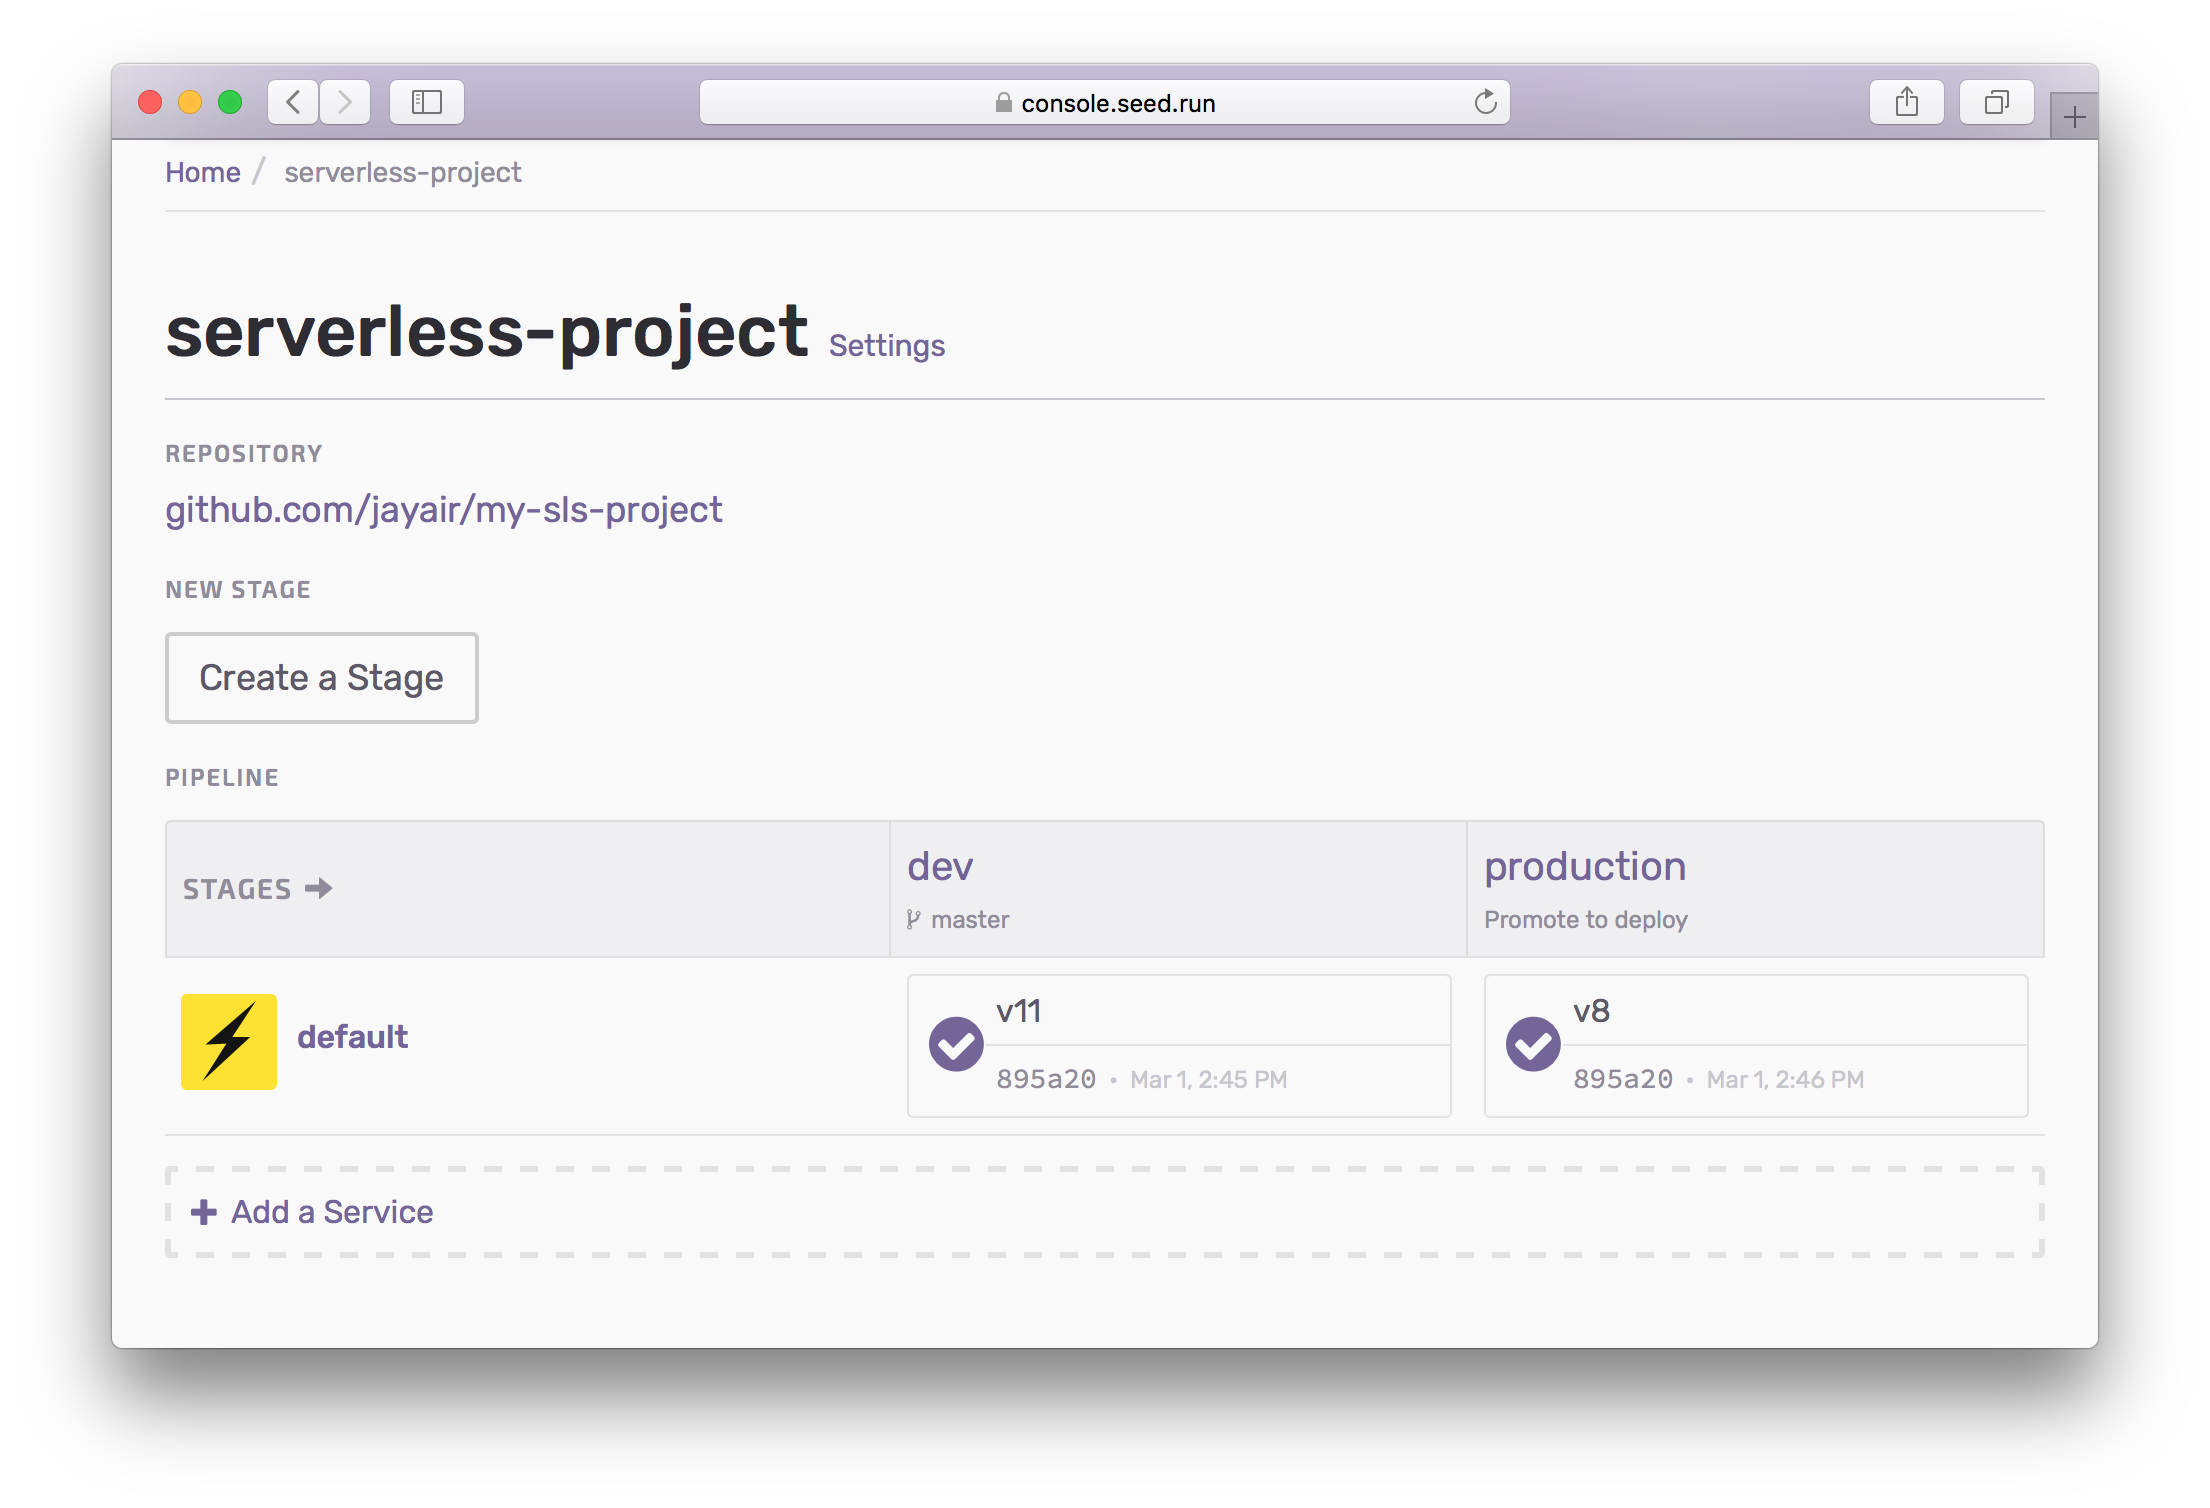 console.seed.run
Home / serverless-project
serverless-project Settings
REPOSITORY
github.com/jayair/my-sls-project
NEW STAGE
Create a Stage
PIPELINE
STAGES
dev
master
production
Promote to deploy
default
v11
895a20 • Mar 1, 2:45 PM
v8
895a20 • Mar 1, 2:46 PM
Add a Service